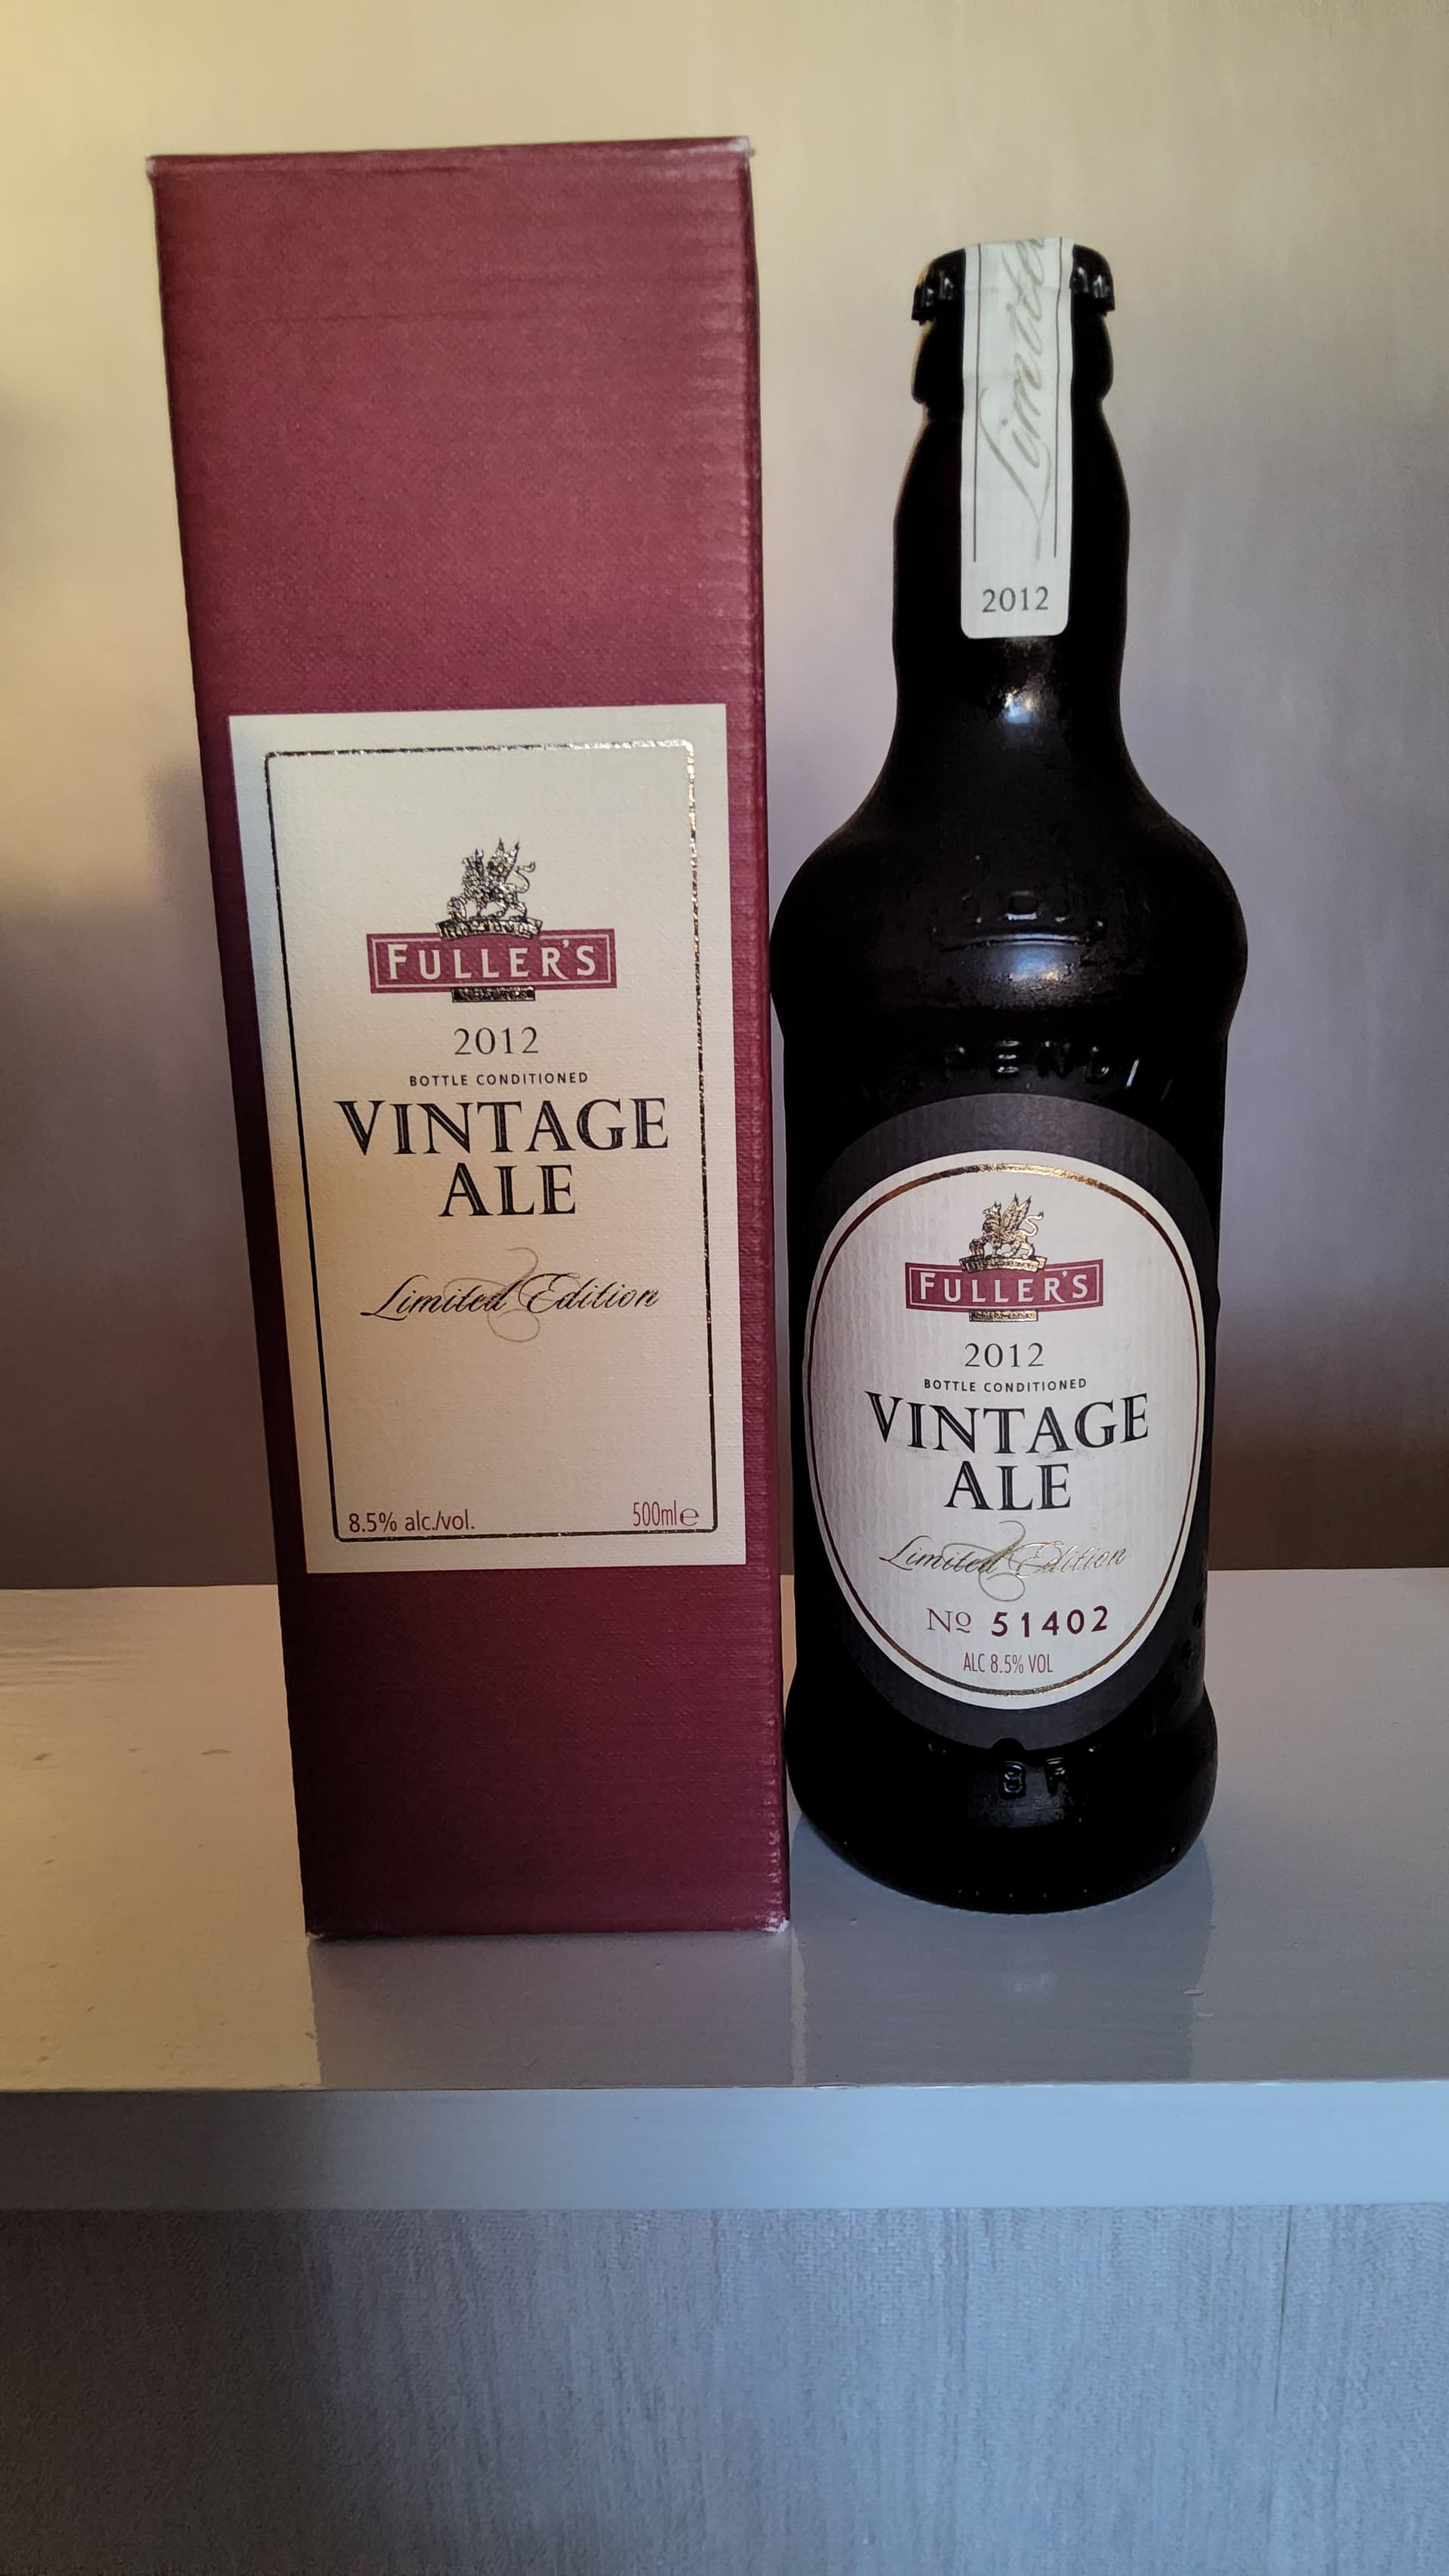 FULLER'S
2012
BOTTLE CONDITIONED
VINTAGE
ALE
Limited Edition
8.5% alc./vol.
500ml e
Limited
2012
FULLER'S
2012
BOTTLE CONDITIONED
VINTAGE
ALE
Limited Edition
Nº 51402
ALC 8.5% VOL